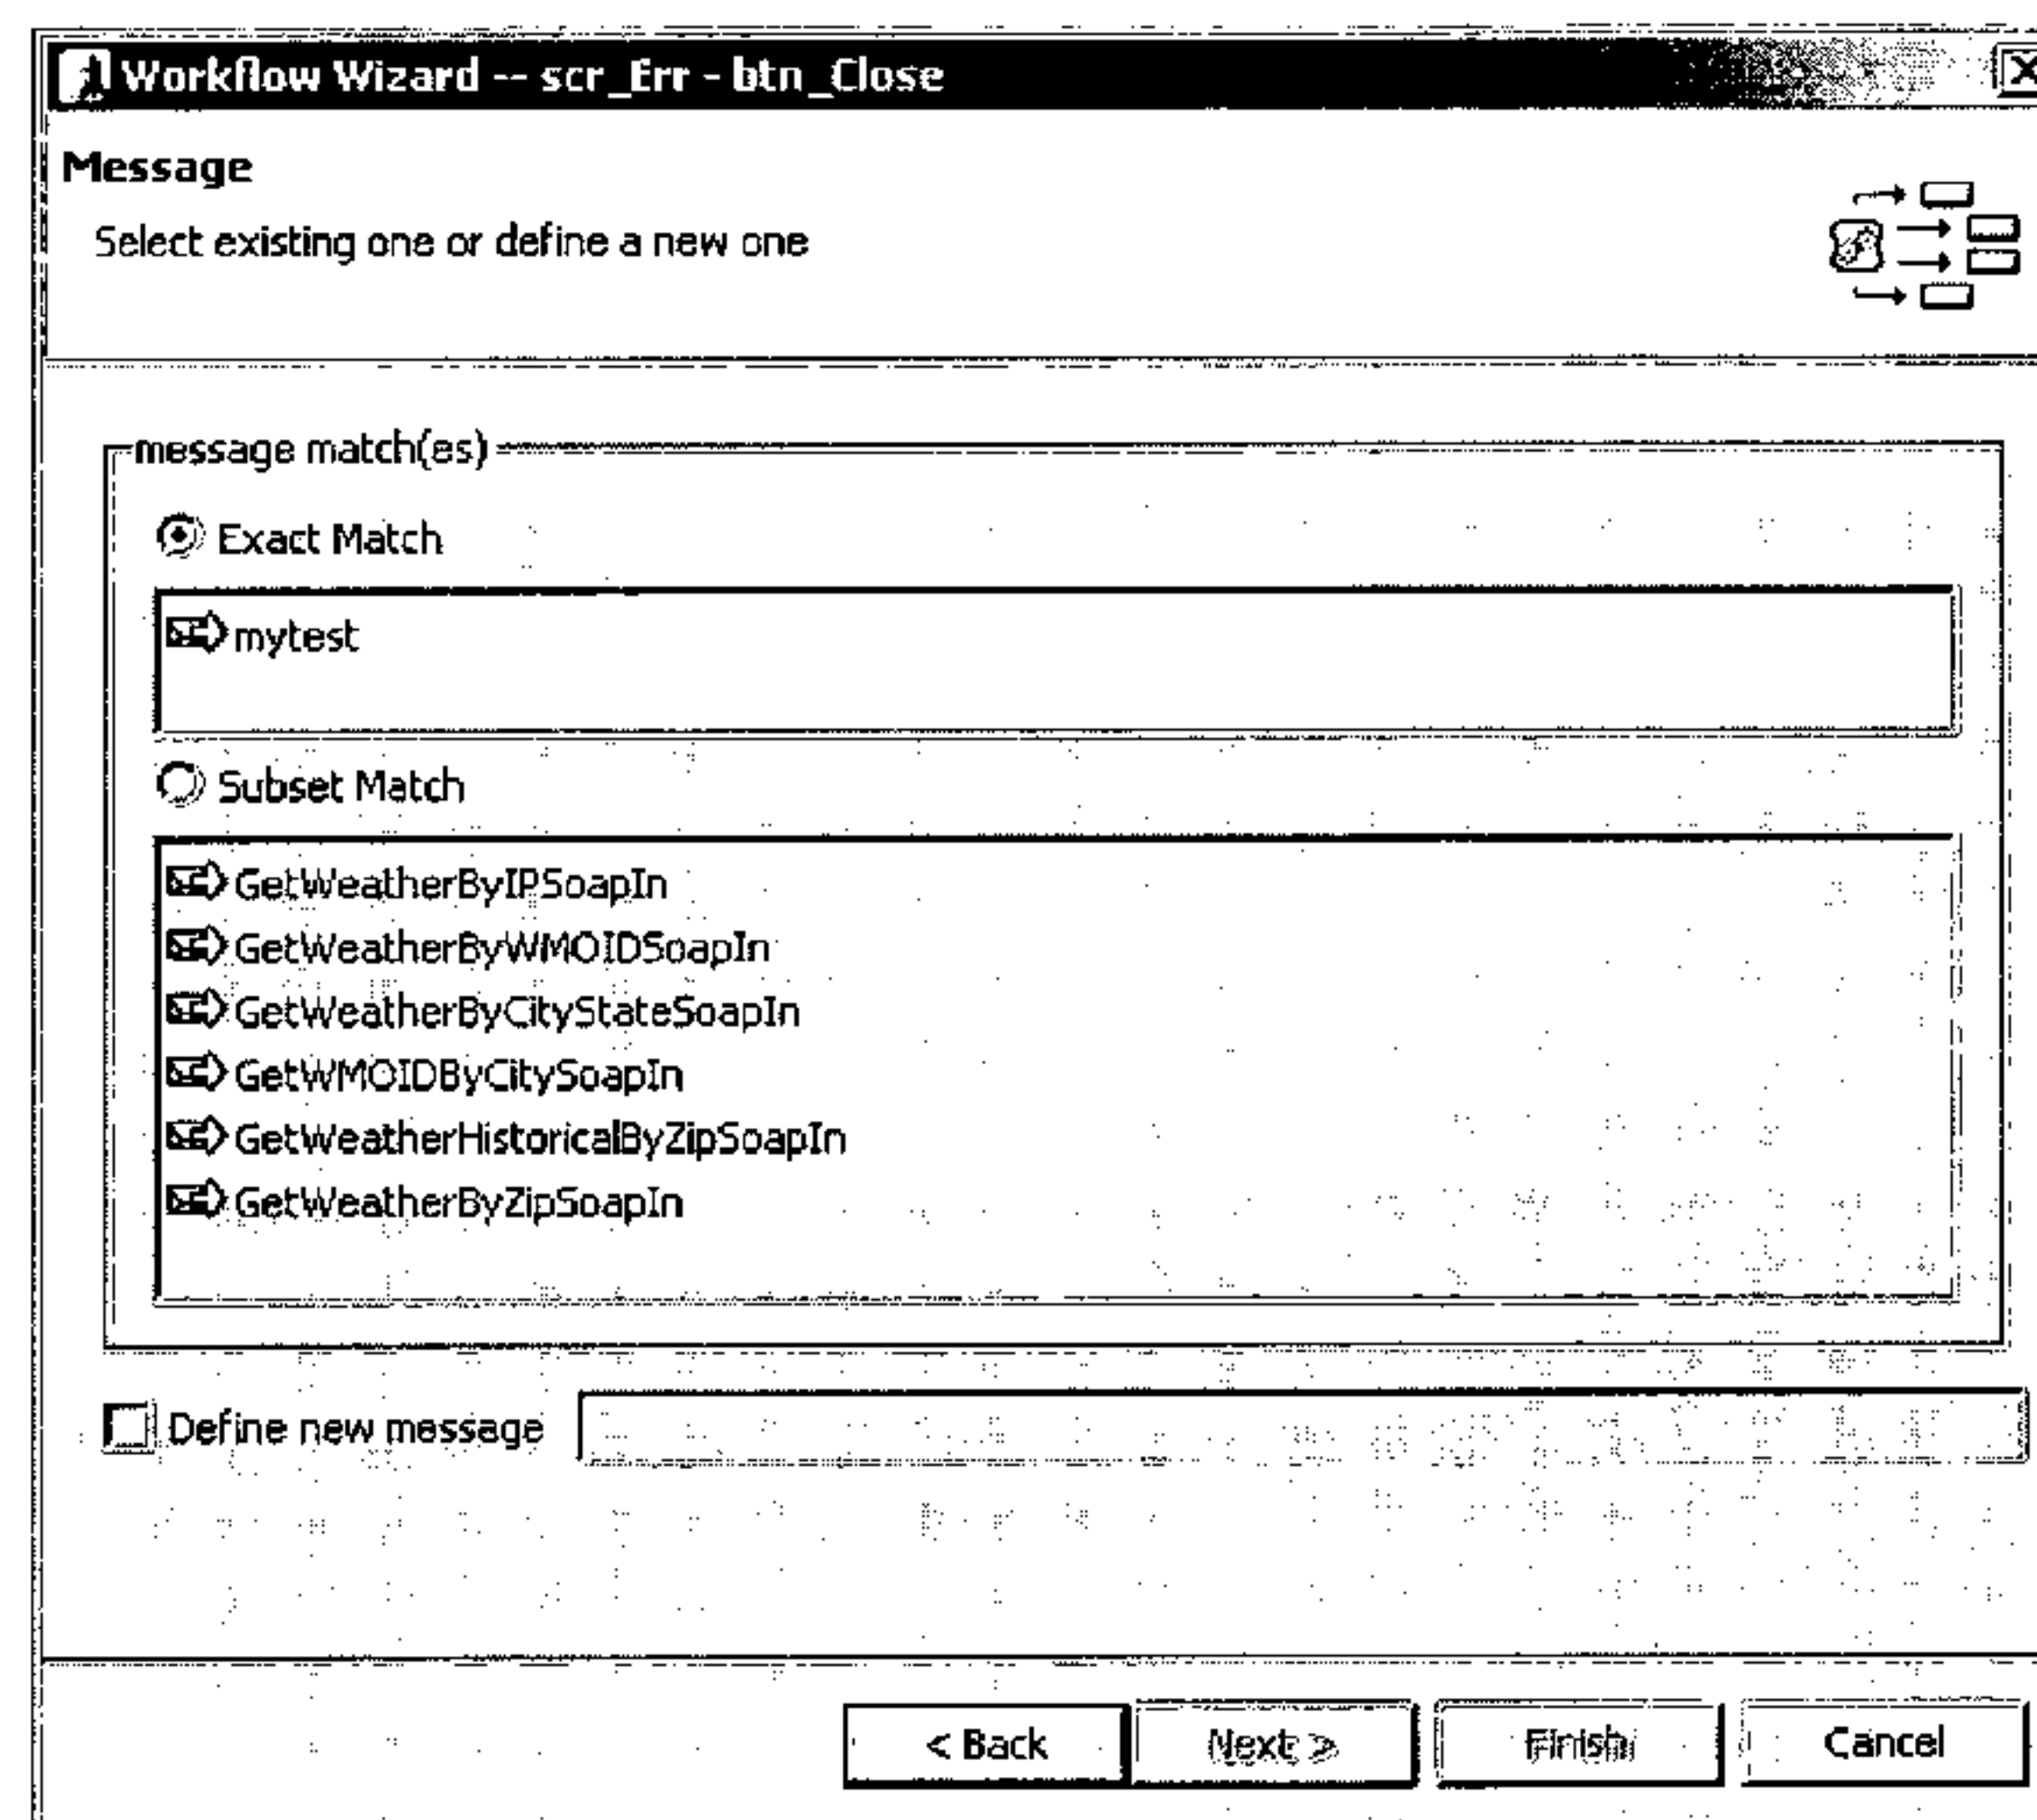 Workflow Wizard -- scr_Err - btn_Close
Message
Select existing one or define a new one
message match(es)
Exact Match
mytest
Subset Match
GetWeatherByIPSoapIn
GetWeatherByWMOIDSoapIn
GetWeatherByCityStateSoapIn
GetWMOIDByCitySoapIn
GetWeatherHistoricalByZipSoapIn
GetWeatherByZipSoapIn
Define new message
< Back Next > Finish Cancel